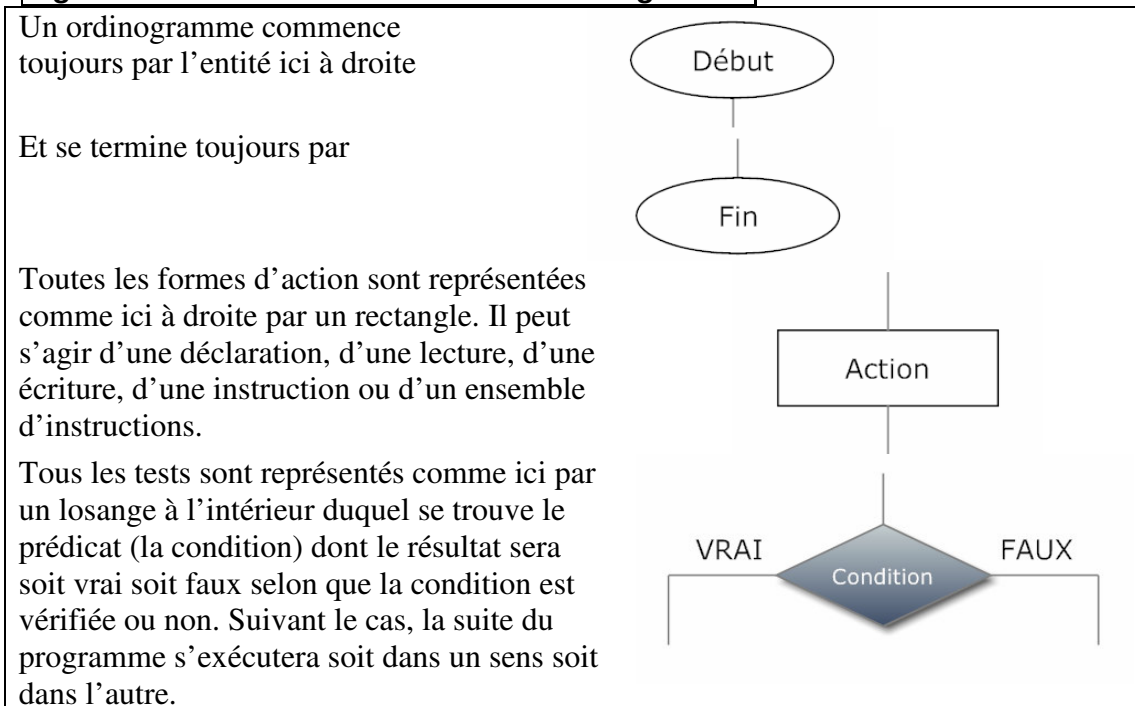 Un ordinogramme commence
toujours par l’entité ici à droite
Début
Et se termine toujours par
Fin
Toutes les formes d’action sont représentées
comme ici à droite par un rectangle. Il peut
s’agir d’une déclaration, d’une lecture, d’une
écriture, d’une instruction ou d’un ensemble
d’instructions.
Action
Tous les tests sont représentés comme ici par
un losange à l’intérieur duquel se trouve le
prédicat (la condition) dont le résultat sera
soit vrai soit faux selon que la condition est
vérifiée ou non. Suivant le cas, la suite du
programme s’exécutera soit dans un sens soit
dans l’autre.
VRAI
Condition
FAUX